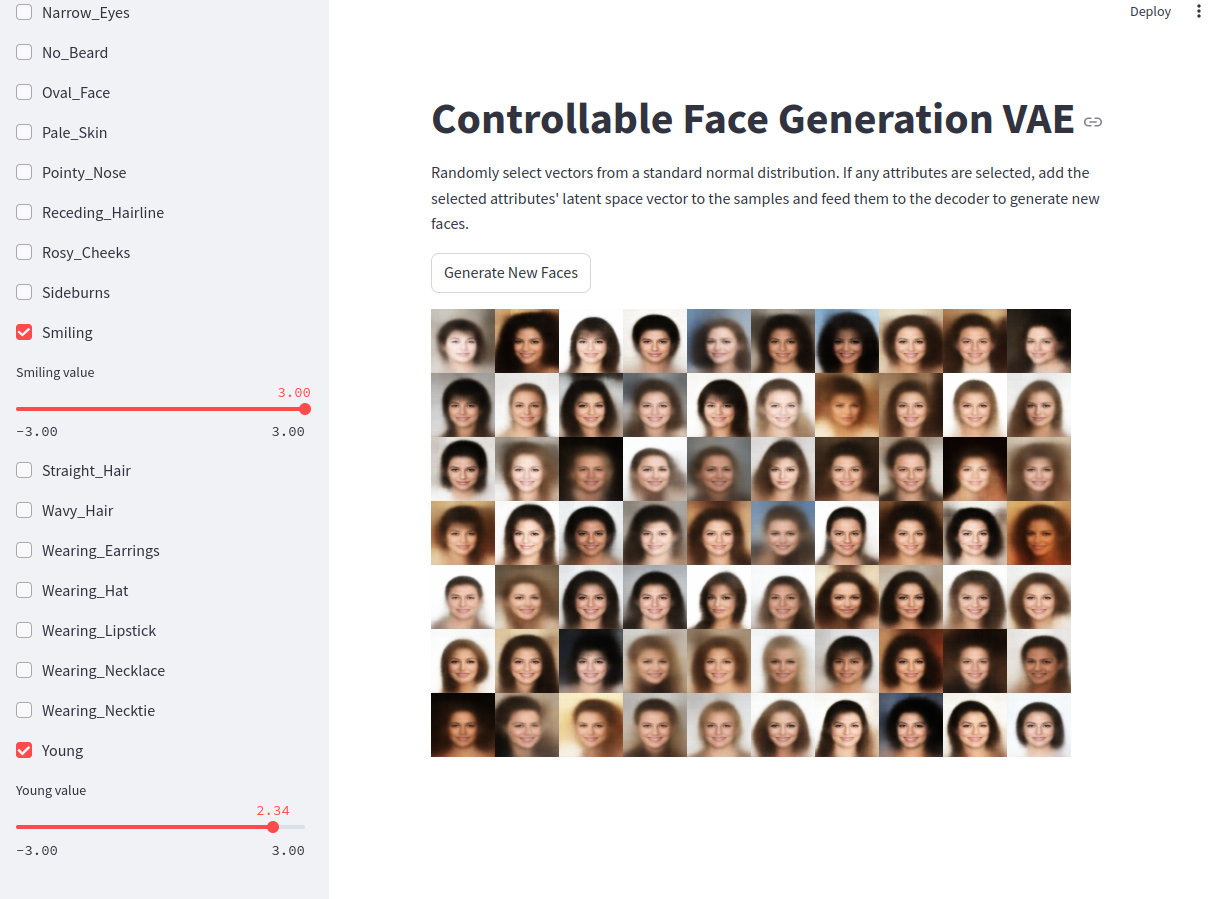 Narrow_Eyes
No_Beard
Oval_Face
Pale_Skin
Pointy_Nose
Receding_Hairline
Rosy_Cheeks
Sideburns
Smiling
Smiling value
3.00
−3.00 3.00
Straight_Hair
Wavy_Hair
Wearing_Earrings
Wearing_Hat
Wearing_Lipstick
Wearing_Necklace
Wearing_Necktie
Young
Young value
2.34
−3.00 3.00
Deploy
Controllable Face Generation VAE
Randomly select vectors from a standard normal distribution. If any attributes are selected, add the
selected attributes' latent space vector to the samples and feed them to the decoder to generate new
faces.
Generate New Faces